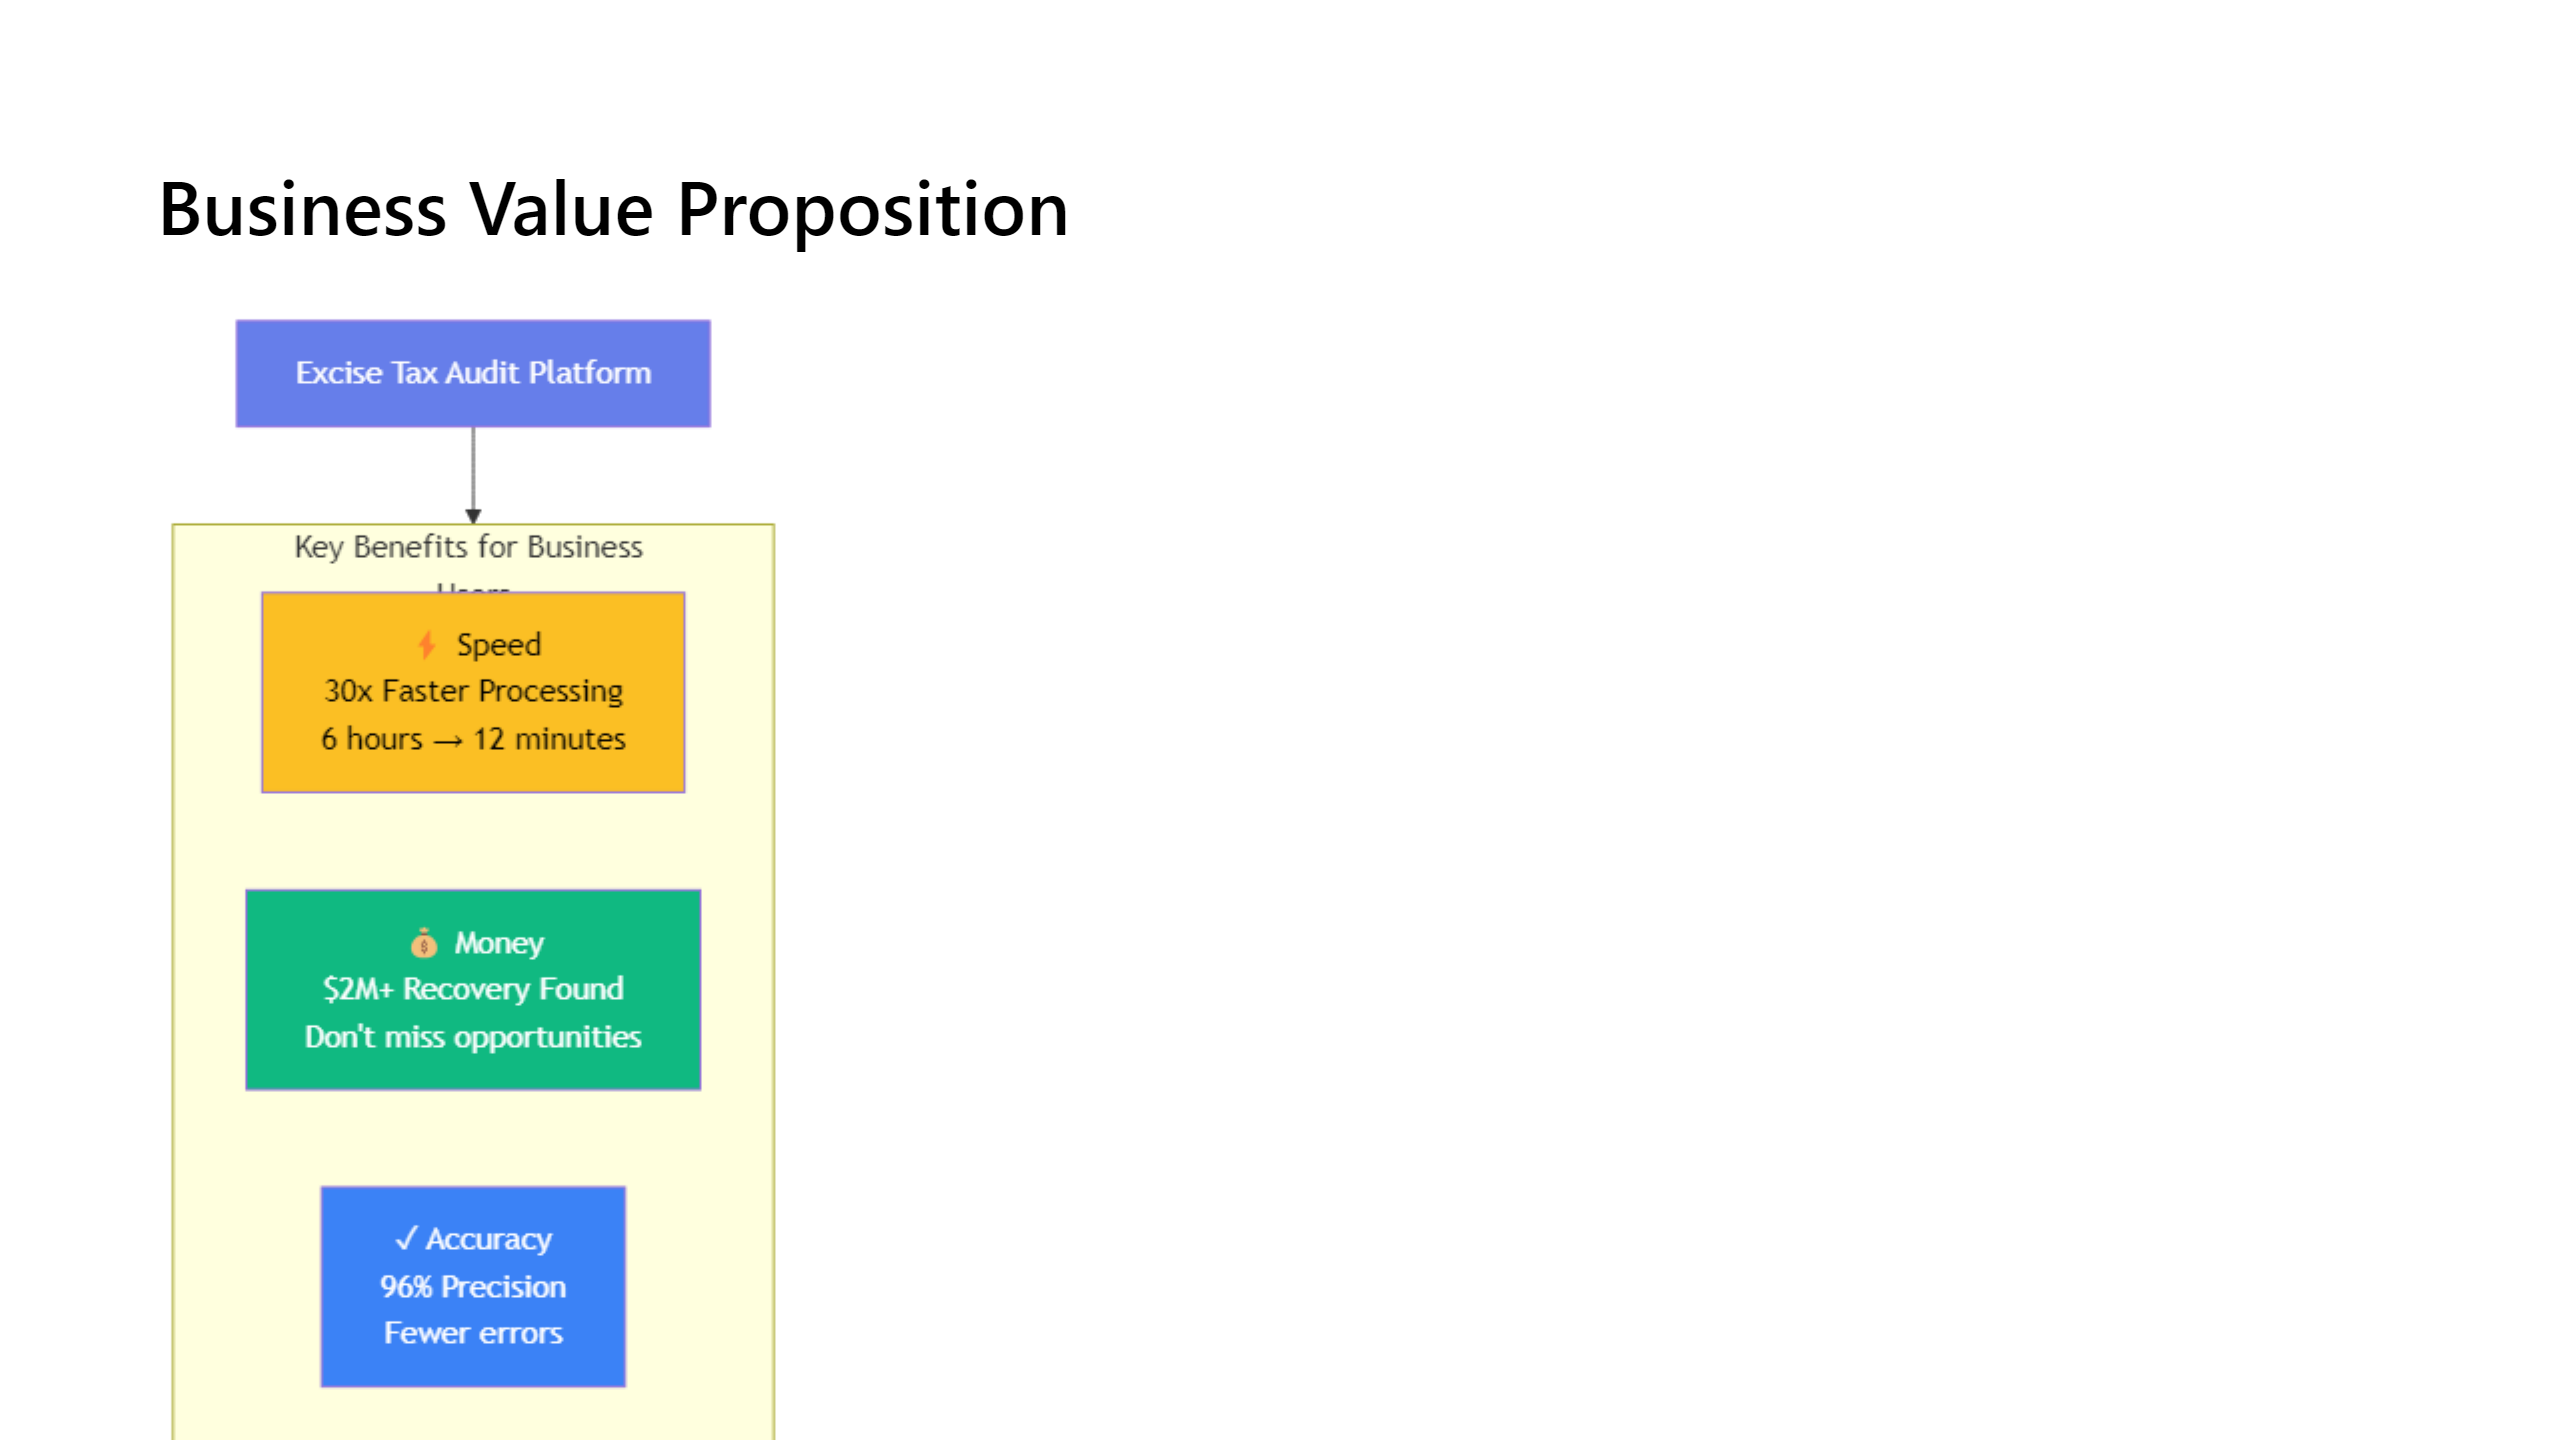 Business Value Proposition
Excise Tax Audit Platform
Key Benefits for Business
Speed
30x Faster Processing
6 hours → 12 minutes
Money
$2M+ Recovery Found
Don't miss opportunities
✓ Accuracy
96% Precision
Fewer errors